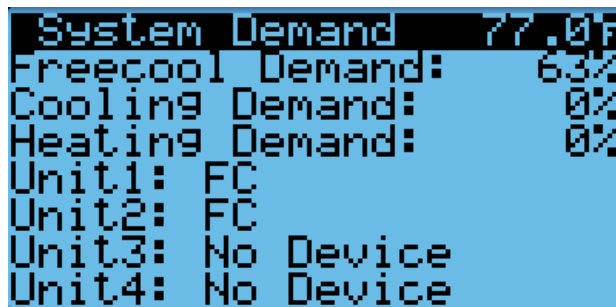 System Demand 77.0F
Freecool Demand: 63%
Cooling Demand: 0%
Heating Demand: 0%
Unit1: FC
Unit2: FC
Unit3: No Device
Unit4: No Device